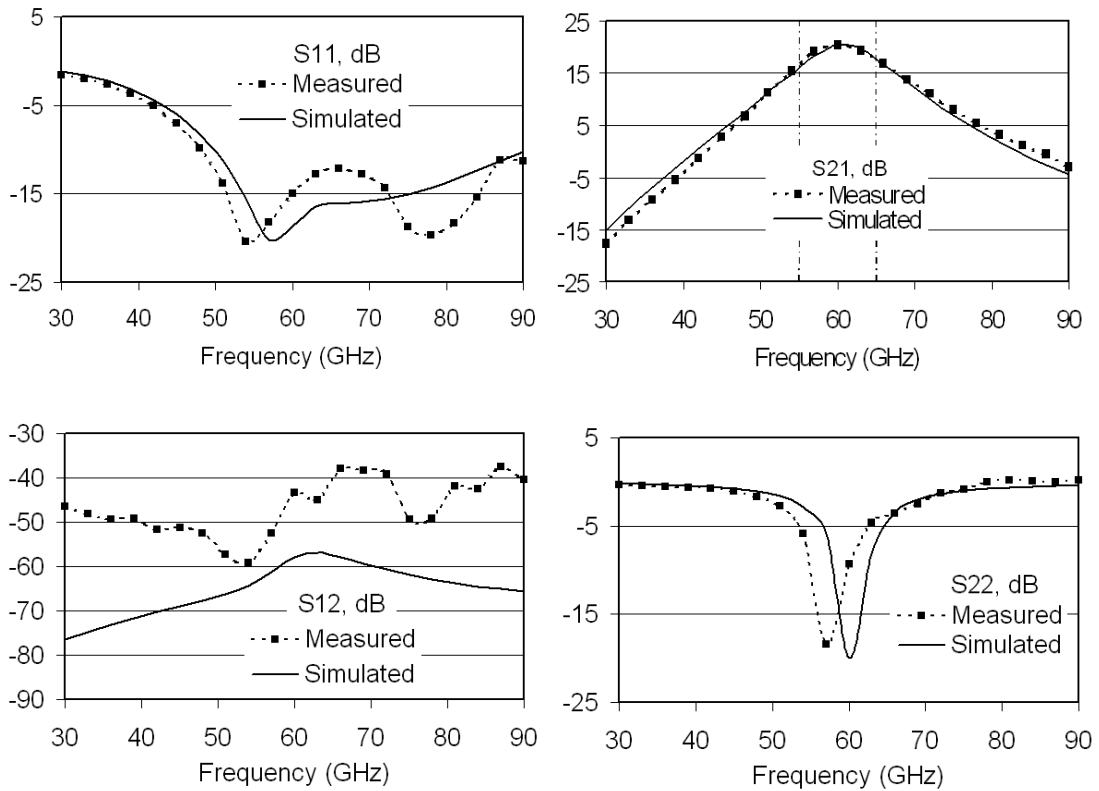 5
-5
-15
-25
S11, dB
Measured
Simulated
30 40 50 60 70 80 90
Frequency (GHz)
25
15
5
-5
-15
-25
S21, dB
Measured
Simulated
30 40 50 60 70 80 90
Frequency (GHz)
-30
-40
-50
-60
-70
-80
-90
S12, dB
Measured
Simulated
30 40 50 60 70 80 90
Frequency (GHz)
5
-5
-15
-25
S22, dB
Measured
Simulated
30 40 50 60 70 80 90
Frequency (GHz)